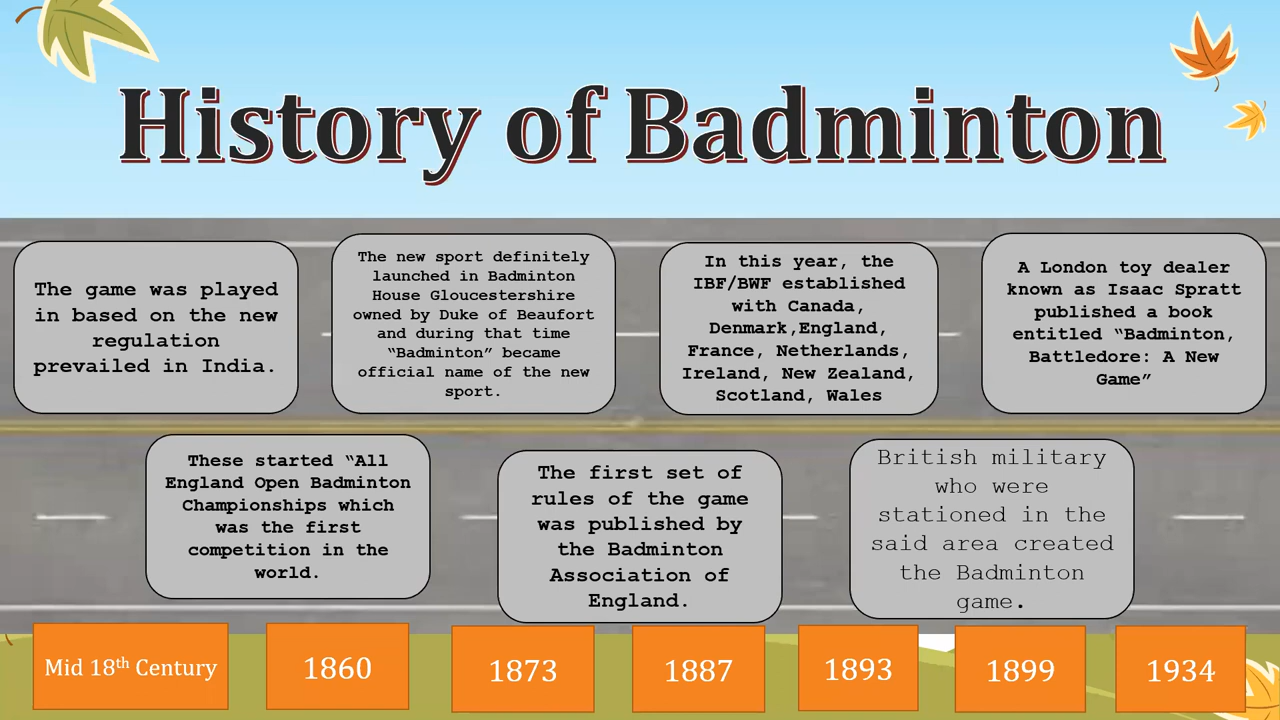 History of Badminton
The game was played
in based on the new
regulation
prevailed in India.
The new sport definitely
launched in Badminton
House Gloucestershire
owned by Duke of Beaufort
and during that time
“Badminton” became
official name of the new
sport.
In this year, the
IBF/BWF established
with Canada,
Denmark,England,
France, Netherlands,
Ireland, New Zealand,
Scotland, Wales
A London toy dealer
known as Isaac Spratt
published a book
entitled “Badminton,
Battledore: A New
Game”
These started “All
England Open Badminton
Championships which
was the first
competition in the
world.
The first set of
rules of the game
was published by
the Badminton
Association of
England.
British military
who were
stationed in the
said area created
the Badminton
game.
Mid 18th Century
1860
1873
1887
1893
1899
1934